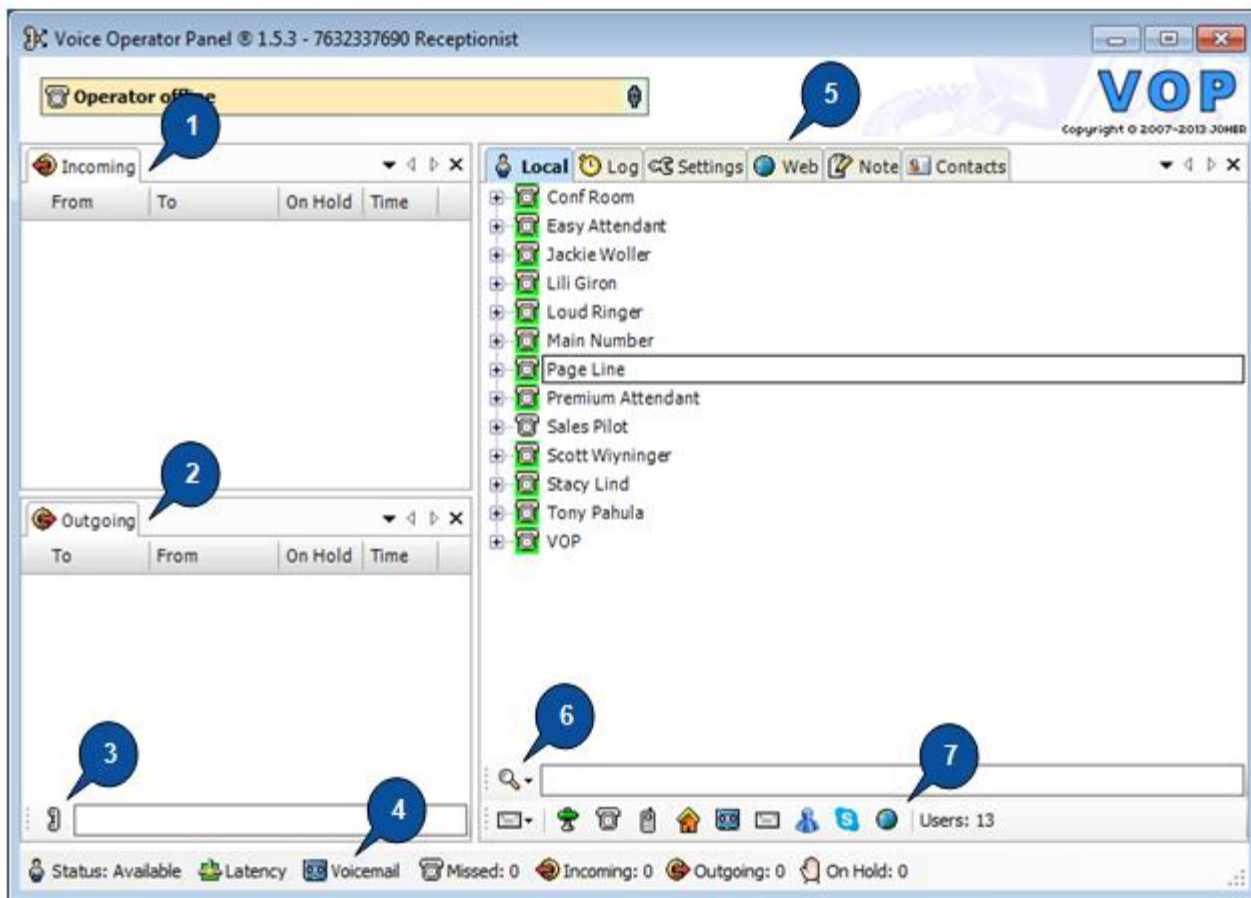 Voice Operator Panel ® 1.5.3 - 7632337690 Receptionist
Operator offline
VOP
Copyright © 2007-2013 JOHER
1
5
Incoming
From To On Hold Time
Local Log Settings Web Note Contacts
Conf Room
Easy Attendant
Jackie Woller
Lili Giron
Loud Ringer
Main Number
Page Line
Premium Attendant
Sales Pilot
Scott Wiyninger
Stacy Lind
Tony Pahula
VOP
2
Outgoing
To From On Hold Time
3
4
6
7
Users: 13
Status: Available Latency Voicemail Missed: 0 Incoming: 0 Outgoing: 0 On Hold: 0